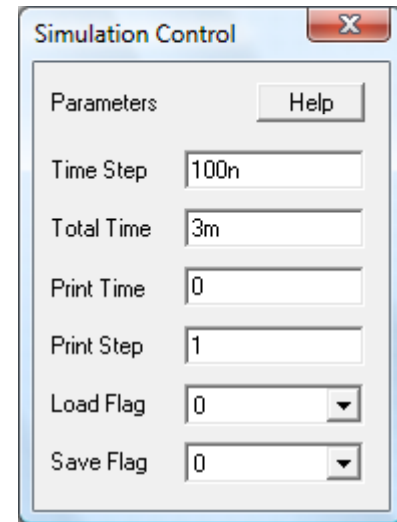 Simulation Control
Parameters Help
Time Step 100n
Total Time 3m
Print Time 0
Print Step 1
Load Flag 0
Save Flag 0